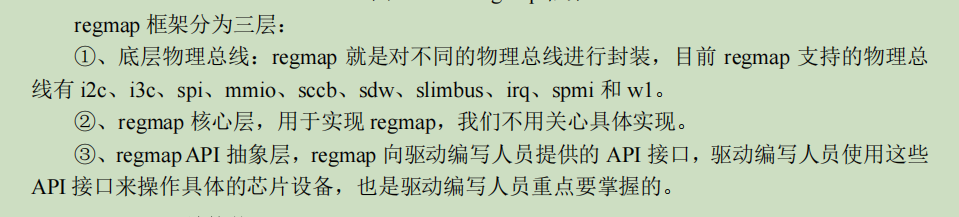 regmap 框架分为三层：
①、底层物理总线：regmap 就是对不同的物理总线进行封装，目前 regmap 支持的物理总
线有 i2c、i3c、spi、mmio、sccb、sdw、slimbus、irq、spmi 和 w1。
②、regmap 核心层，用于实现 regmap，我们不用关心具体实现。
③、regmap API 抽象层，regmap 向驱动编写人员提供的 API 接口，驱动编写人员使用这些
API 接口来操作具体的芯片设备，也是驱动编写人员重点要掌握的。